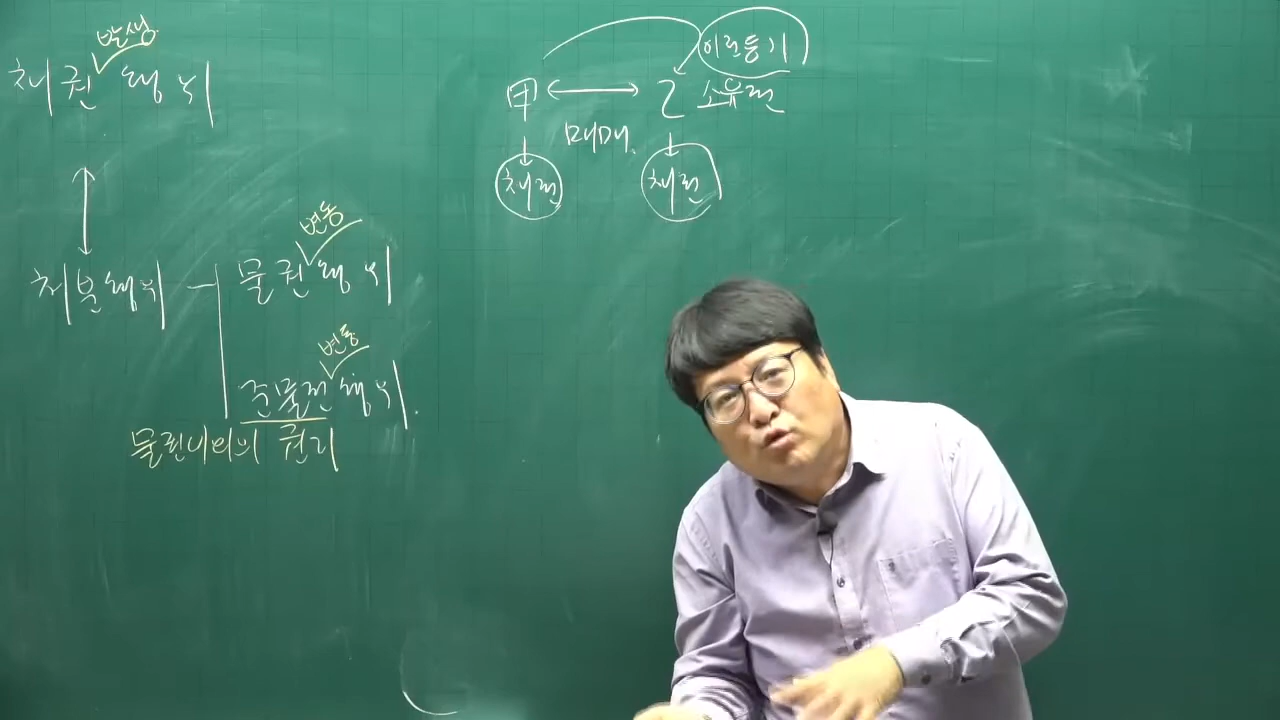 발생
채권행위
처분행위
변동
물권행위
변동
준물권행위.
물권이외의 권리
이전등기
甲 ↔ 乙 소유권
매매.
채권
채권